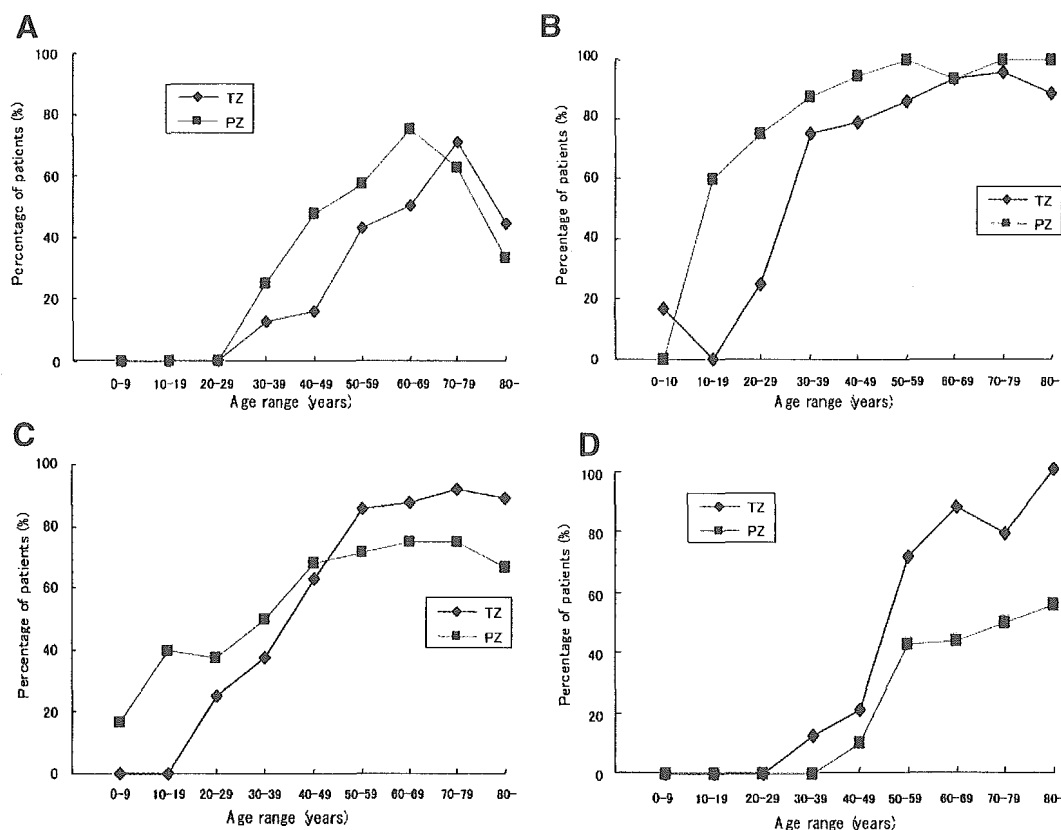 A
Percentage of patients (%)
100
80
60
40
20
0
TZ
PZ
0-9 10-19 20-29 30-39 40-49 50-59 60-69 70-79 80-
Age range (years)
B
Percentage of patients (%)
100
80
60
40
20
0
TZ
PZ
0-10 10-19 20-29 30-39 40-49 50-59 60-69 70-79 80-
Age range (years)
C
Percentage of patients (%)
100
80
60
40
20
0
TZ
PZ
0-9 10-19 20-29 30-39 40-49 50-59 60-69 70-79 80-
Age range (years)
D
Percentage of patients (%)
100
80
60
40
20
0
TZ
PZ
0-9 10-19 20-29 30-39 40-49 50-59 60-69 70-79 80-
Age range (years)